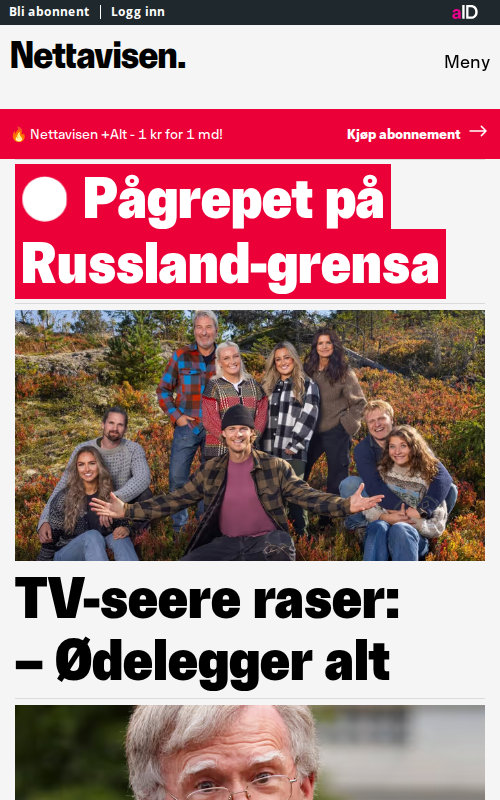 Bli abonnent | Logg inn
aID
Nettavisen.
Meny
🔥 Nettavisen +Alt - 1 kr for 1 md!
Kjøp abonnement →
Pågrepet på
Russland-grensa
TV-seere raser:
– Ødelegger alt